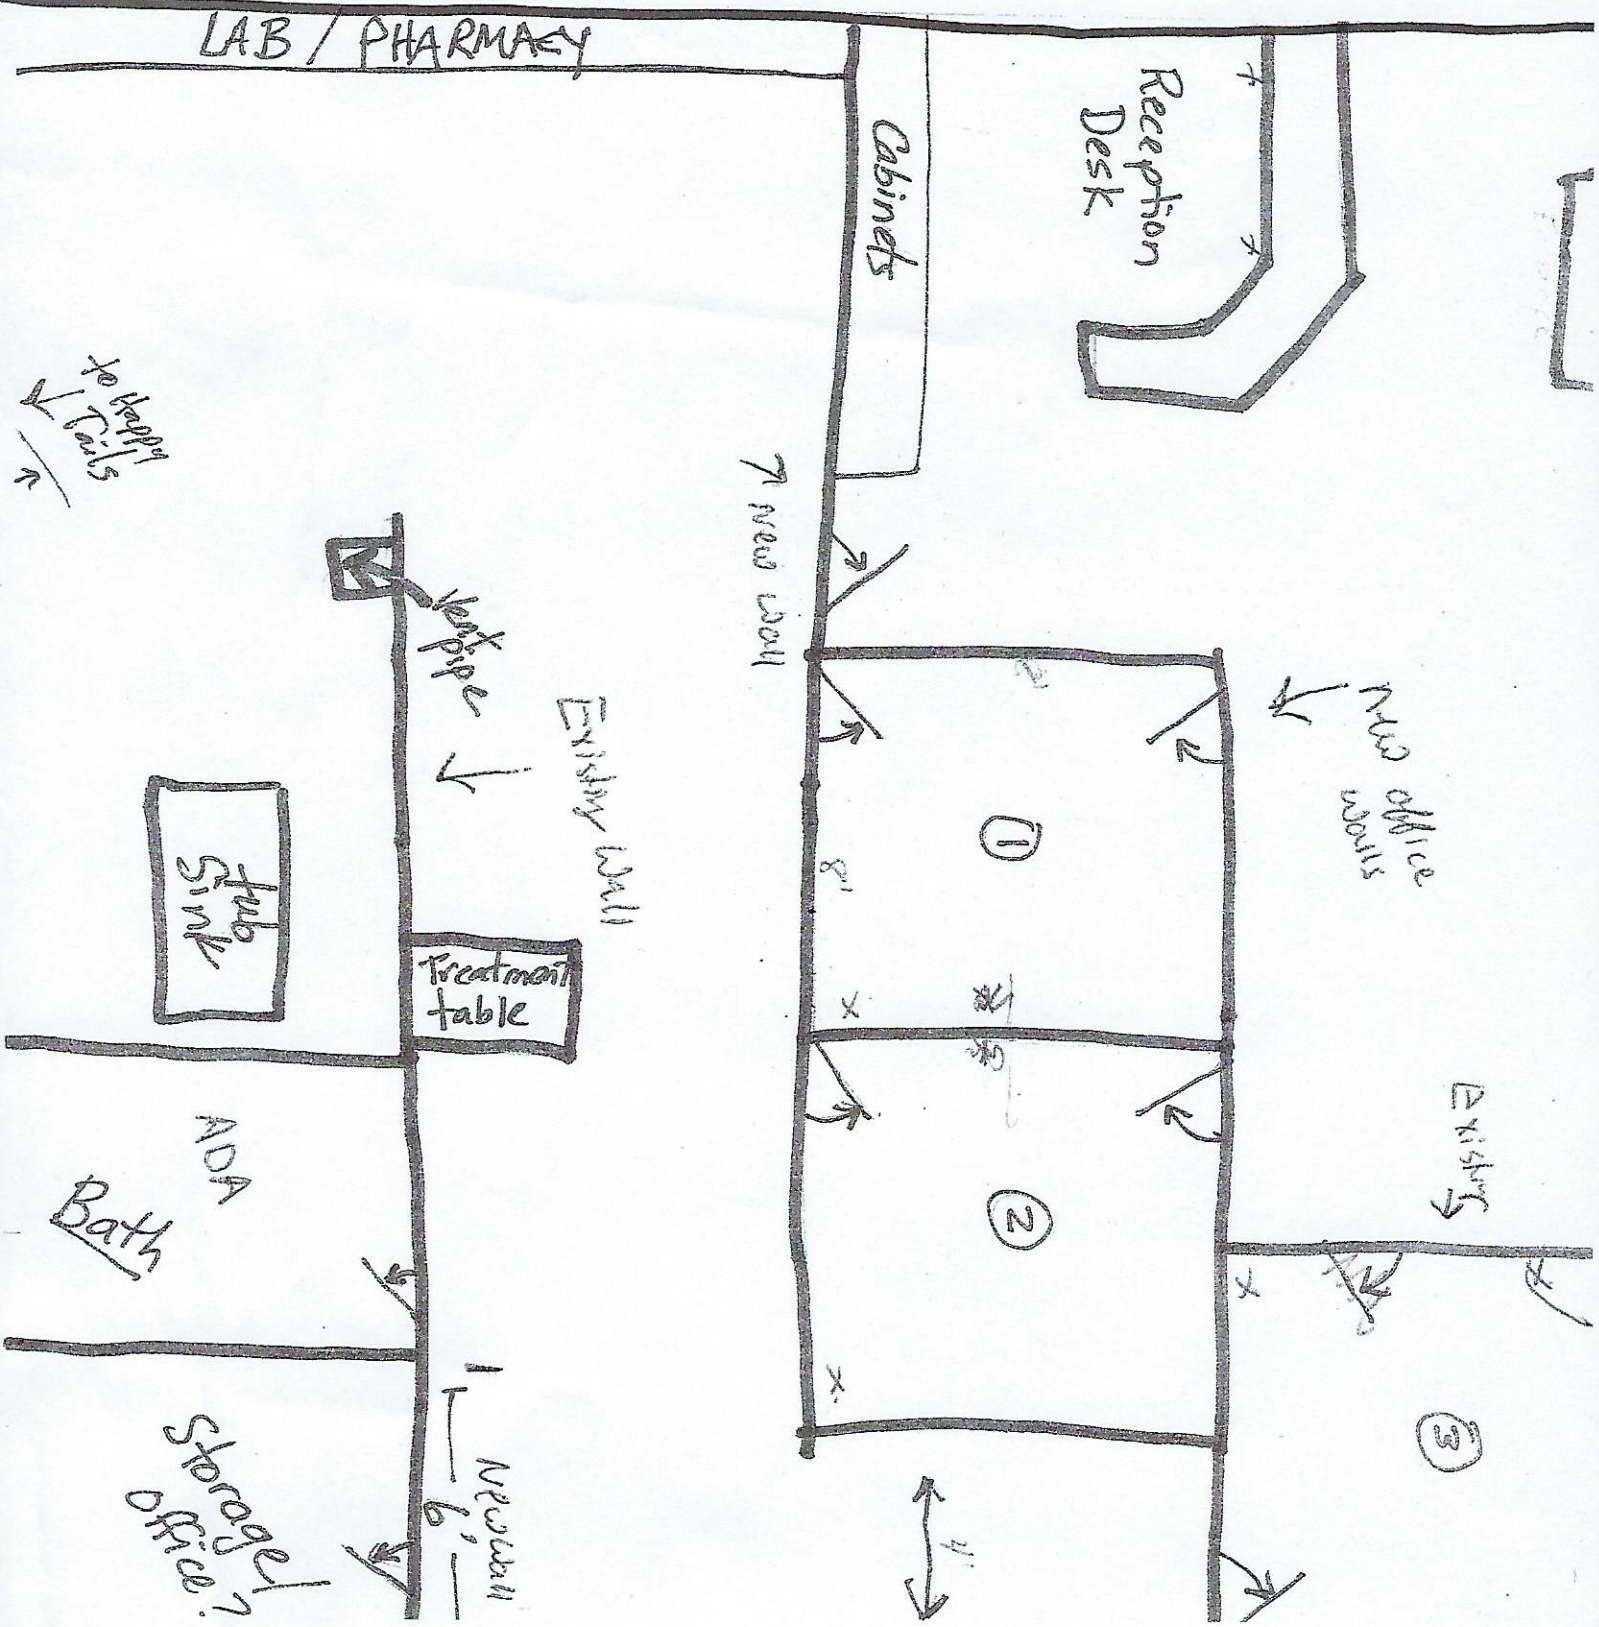 LAB / PHARMACY
Cabinets
Reception
Desk
to Happy
Tails
New Wall
Vent
pipe
Existing Wall
New office
walls
1
8'
tub
Sink
Treatment
table
Existing
ADA
Bath
2
3
New wall
6'
4'
Storage/
office?